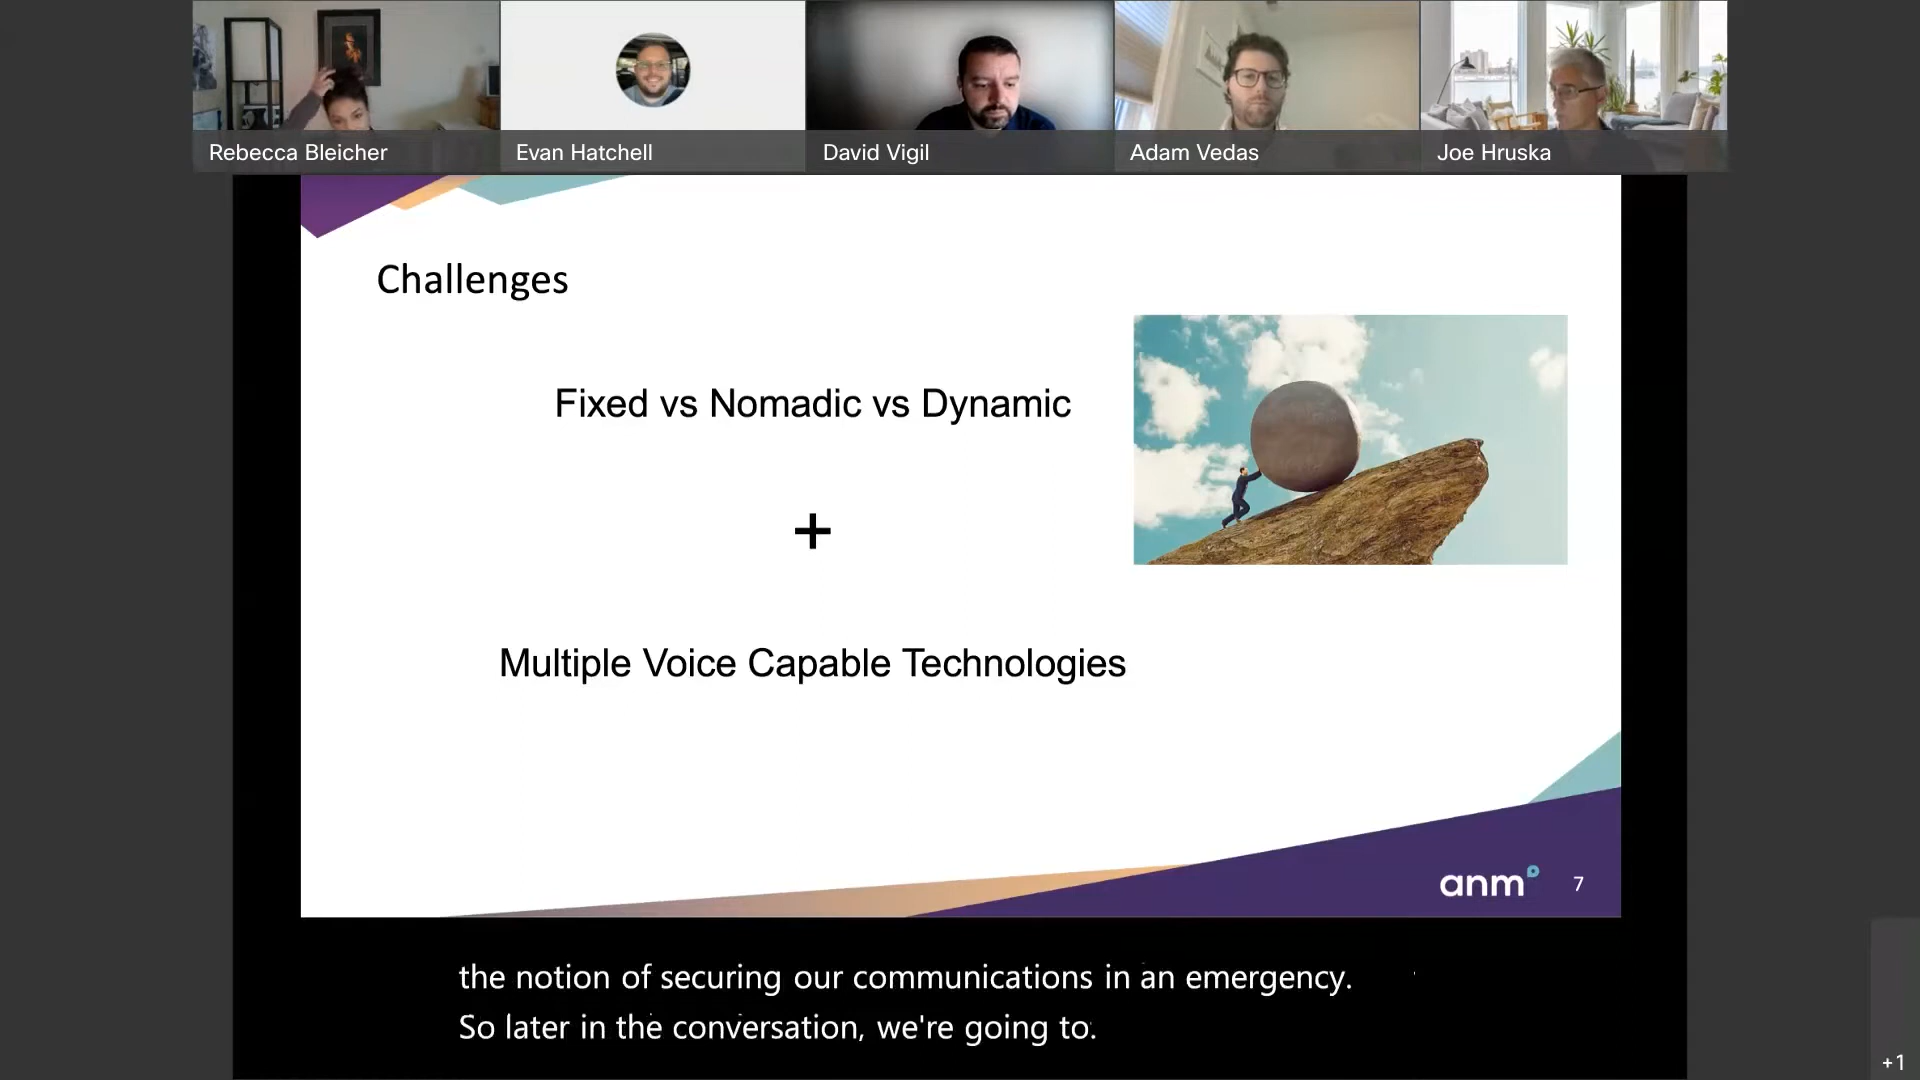 Rebecca Bleicher
Evan Hatchell
David Vigil
Adam Vedas
Joe Hruska
Challenges
Fixed vs Nomadic vs Dynamic
+
Multiple Voice Capable Technologies
anm
7
the notion of securing our communications in an emergency.
So later in the conversation, we're going to.
+1